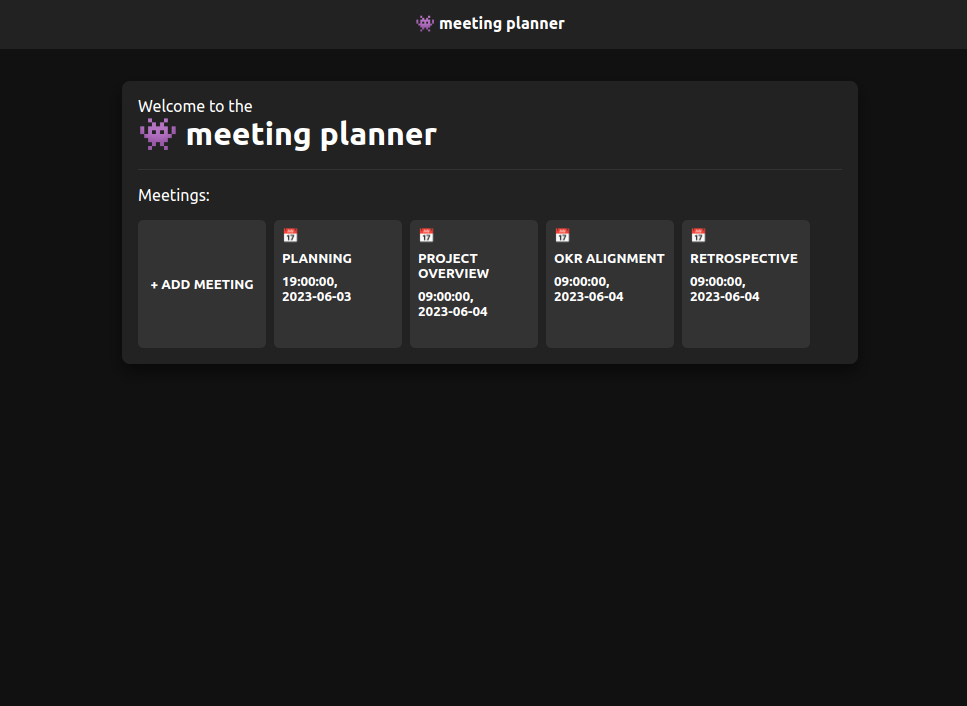 👾 meeting planner
Welcome to the
👾 meeting planner
Meetings:
+ ADD MEETING
📅
PLANNING
19:00:00,
2023-06-03
📅
PROJECT
OVERVIEW
09:00:00,
2023-06-04
📅
OKR ALIGNMENT
09:00:00,
2023-06-04
📅
RETROSPECTIVE
09:00:00,
2023-06-04